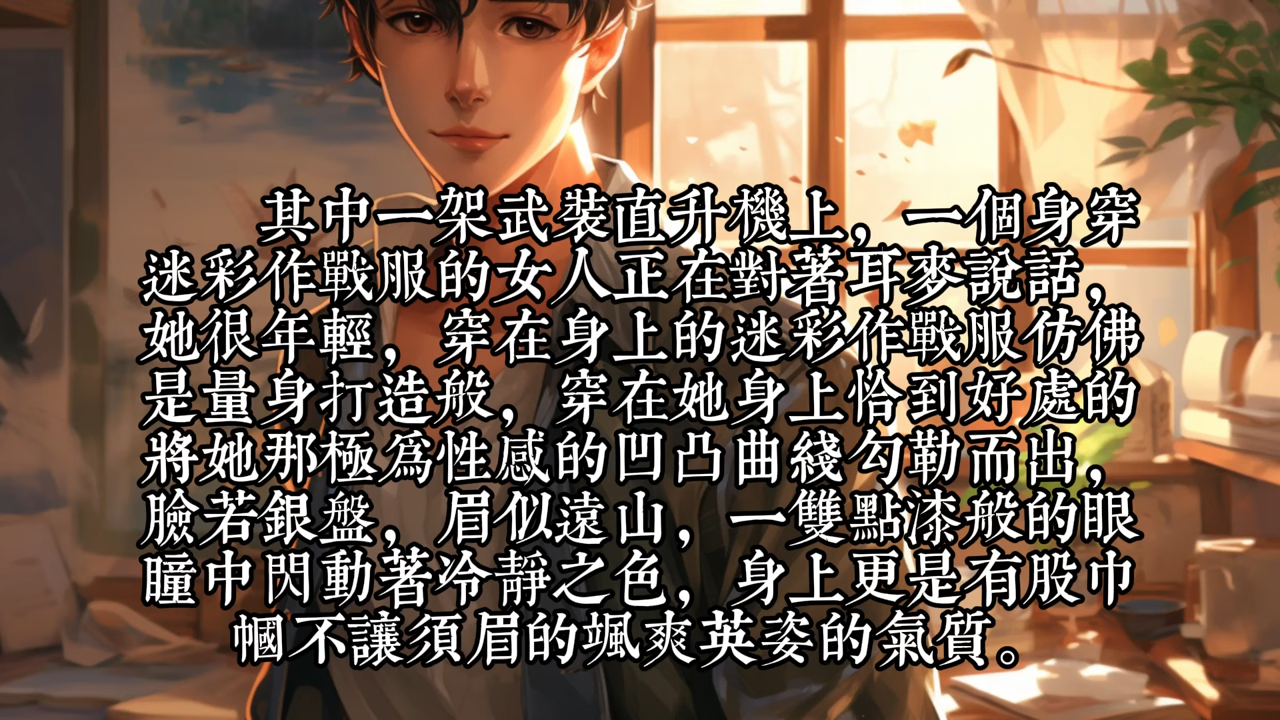 其中一架武裝直升機上，一個身穿
迷彩作戰服的女人正在對著耳麥說話，
她很年輕，穿在身上的迷彩作戰服仿佛
是量身打造般，穿在她身上恰到好處的
將她那極爲性感的凹凸曲綫勾勒而出，
臉若銀盤，眉似遠山，一雙點漆般的眼
瞳中閃動著冷靜之色，身上更是有股巾
幗不讓須眉的颯爽英姿的氣質。